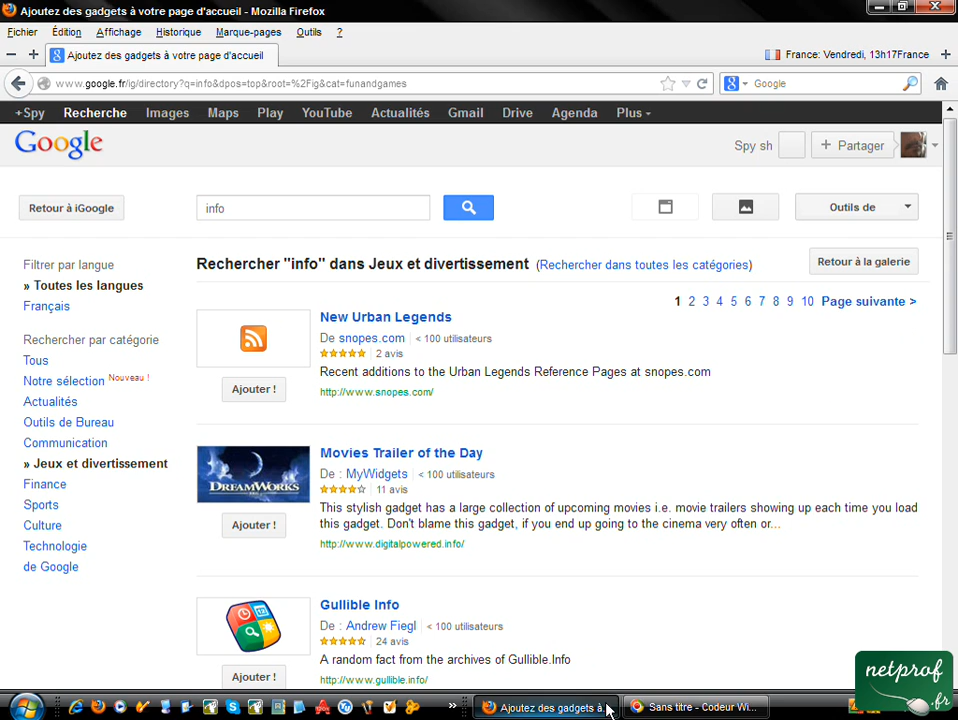 Ajoutez des gadgets à votre page d'accueil - Mozilla Firefox
Fichier Édition Affichage Historique Marque-pages Outils ?
Ajoutez des gadgets à votre page d'accueil
France: Vendredi, 13h17France
www.google.fr/ig/directory?q=info&dpos=top&root=%2Fig&cat=funandgames
Google
+Spy Recherche Images Maps Play YouTube Actualités Gmail Drive Agenda Plus
Google
Spy sh
+ Partager
Retour à iGoogle
info
Outils de
Filtrer par langue
» Toutes les langues
Français
Rechercher par catégorie
Tous
Notre sélection Nouveau !
Actualités
Outils de Bureau
Communication
» Jeux et divertissement
Finance
Sports
Culture
Technologie
de Google
Rechercher "info" dans Jeux et divertissement (Rechercher dans toutes les catégories)
Retour à la galerie
1 2 3 4 5 6 7 8 9 10 Page suivante >
New Urban Legends
De snopes.com < 100 utilisateurs
2 avis
Recent additions to the Urban Legends Reference Pages at snopes.com
http://www.snopes.com/
Ajouter !
Movies Trailer of the Day
De : MyWidgets < 100 utilisateurs
11 avis
This stylish gadget has a large collection of upcoming movies i.e. movie trailers showing up each time you load
this gadget. Don't blame this gadget, if you end up going to the cinema very often or...
http://www.digitalpowered.info/
DREAMWORKS
Ajouter !
Gullible Info
De : Andrew Fiegl < 100 utilisateurs
24 avis
A random fact from the archives of Gullible.Info
http://www.gullible.info/
Ajouter !
netprof
.fr
Ajoutez des gadgets à
Sans titre - Codeur Wi...